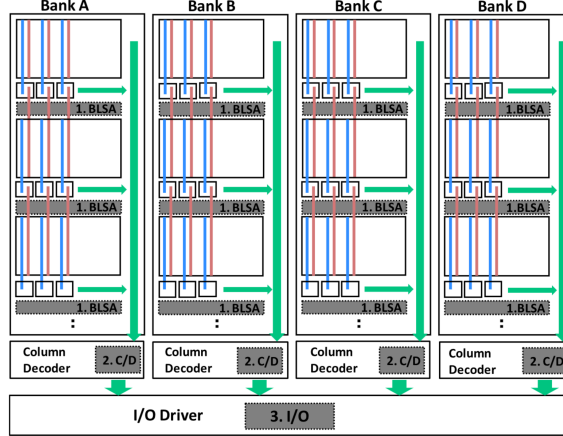 Bank A
Bank B
Bank C
Bank D
1. BLSA
1. BLSA
1. BLSA
1.BLSA
1. BLSA
1. BLSA
1. BLSA
1.BLSA
1. BLSA
1. BLSA
1. BLSA
1.BLSA
:
:
:
:
Column
Decoder
2. C/D
Column
Decoder
2. C/D
Column
Decoder
2. C/D
Column
Decoder
2. C/D
I/O Driver
3. I/O